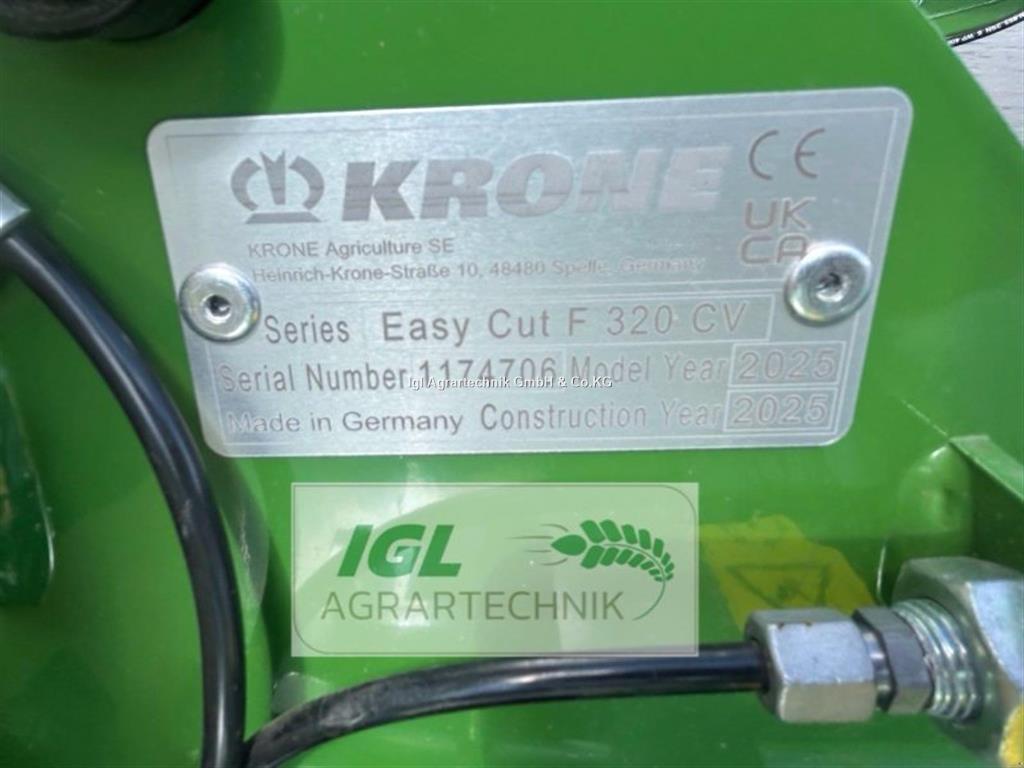 KRONE
CE
UK
CA
KRONE Agriculture SE
Heinrich-Krone-Straße 10, 48480 Spelle, Germany
Series Easy Cut F 320 CV
Serial Number 1174706 Model Year 2025
Igl Agrartechnik GmbH & Co.KG
Made in Germany Construction Year 2025
IGL
AGRARTECHNIK